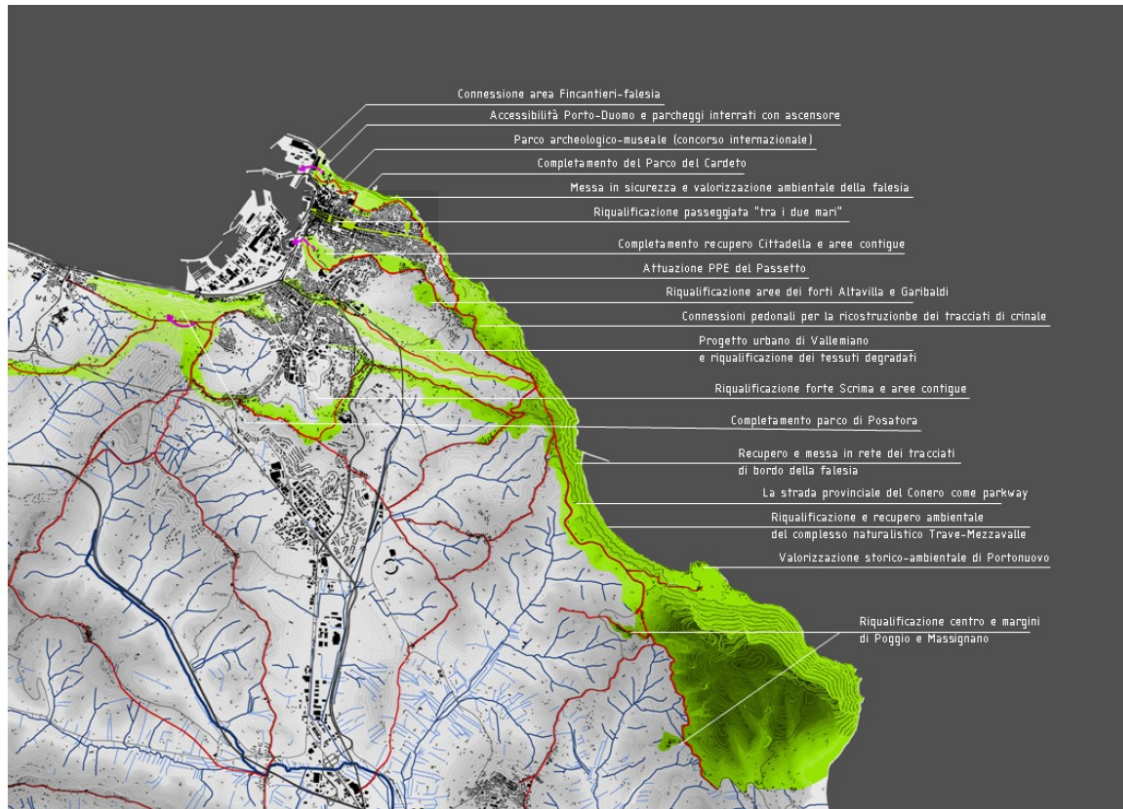 Connessione area Fincantieri-falesia
Accessibilità Porto-Duomo e parcheggi interrati con ascensore
Parco archeologico-museale (concorso internazionale)
Completamento del Parco del Cardeto
Messa in sicurezza e valorizzazione ambientale della falesia
Riqualificazione passeggiata "tra i due mari"
Completamento recupero Cittadella e aree contigue
Attuazione PPE del Passetto
Riqualificazione aree dei forti Altavilla e Garibaldi
Connessioni pedonali per la ricostruzionbe dei tracciati di crinale
Progetto urbano di Vallemiano
e riqualificazione dei tessuti degradati
Riqualificazione forte Scrima e aree contigue
Completamento parco di Posatora
Recupero e messa in rete dei tracciati
di bordo della falesia
La strada provinciale del Conero come parkway
Riqualificazione e recupero ambientale
del complesso naturalistico Trave-Mezzavalle
Valorizzazione storico-ambientale di Portonuovo
Riqualificazione centro e margini
di Poggio e Massignano